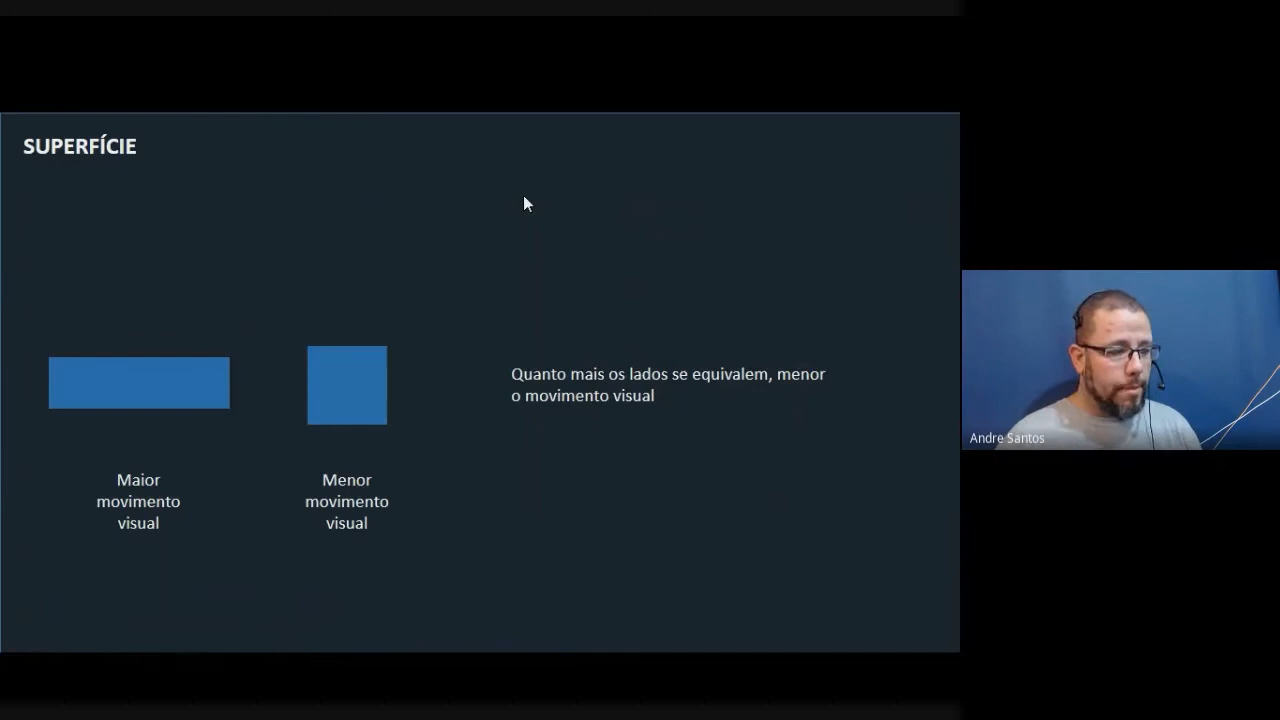 SUPERFÍCIE
Quanto mais os lados se equivalem, menor
o movimento visual
Maior
movimento
visual
Menor
movimento
visual
Andre Santos